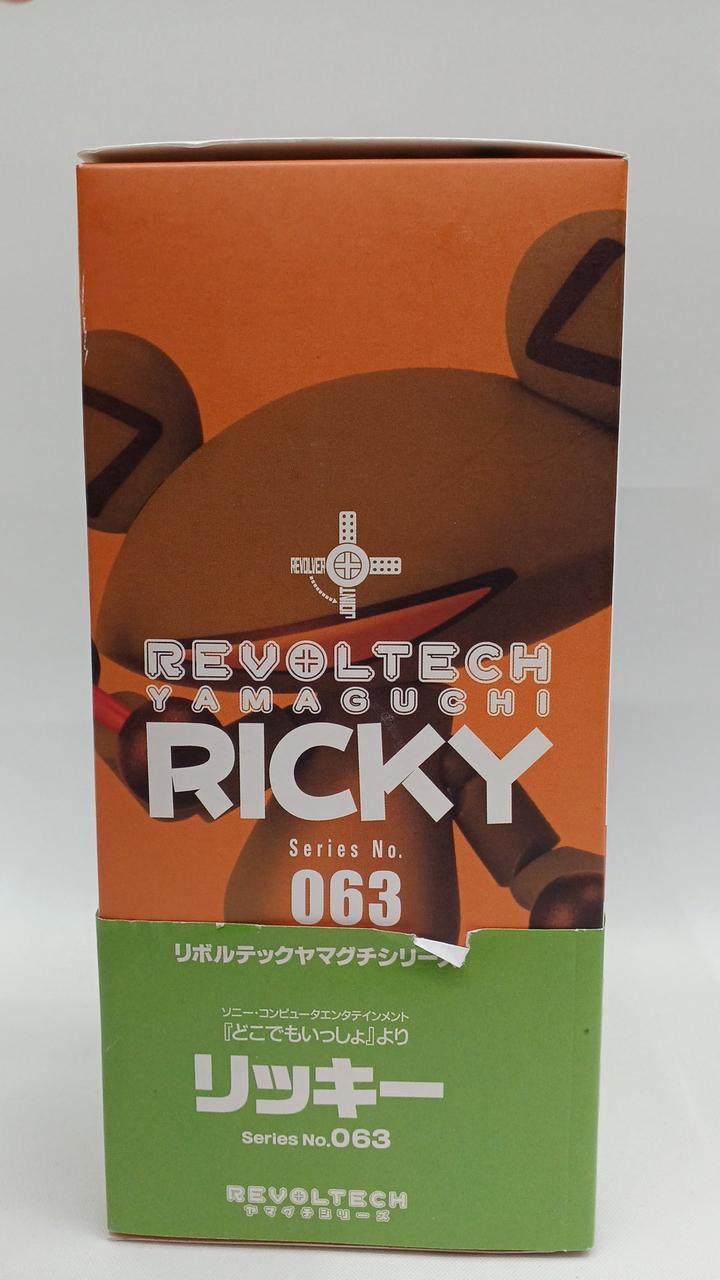 REVOLVER
JOINT
REVOLTECH
YAMAGUCHI
RICKY
Series No.
063
リボルテックヤマグチシリーズ
ソニー・コンピュータエンタテインメント
『どこでもいっしょ』より
リッキー
Series No.063
REVOLTECH
ヤマグチシリーズ